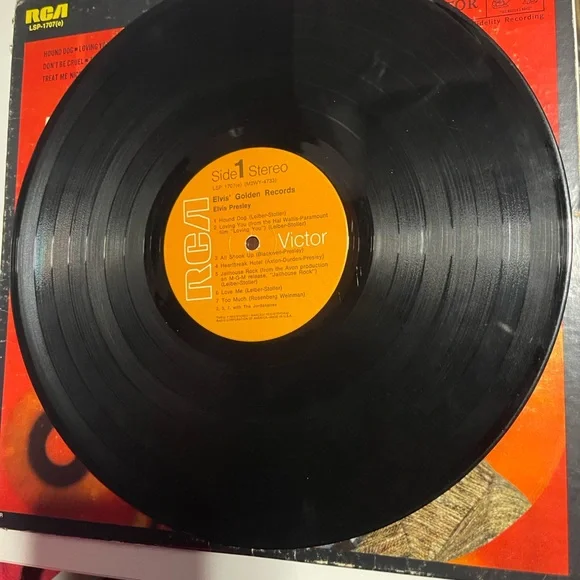 RCA
LSP-1707(e)
HOUND DOG • LOVING
DON'T BE CRUEL
TREAT ME
Recording
Side 1 Stereo
LSP 1707(e)
Elvis' Golden Records
Elvis Presley
1 Hound Dog (Leiber-Stoller)
2 Loving You (from the Hal Wallis-Paramount
film "Loving You") (Leiber-Stoller)
RCA
Victor
3 All Shook Up (Blackwell-Presley)
4 Heartbreak Hotel (Axton-Durden-Presley)
5 Jailhouse Rock (from the Avon production
an M-G-M release, "Jailhouse Rock")
(Leiber-Stoller)
6 Love Me (Leiber-Stoller)
7 Too Much (Rosenberg Weinman)
with The Jordanaires